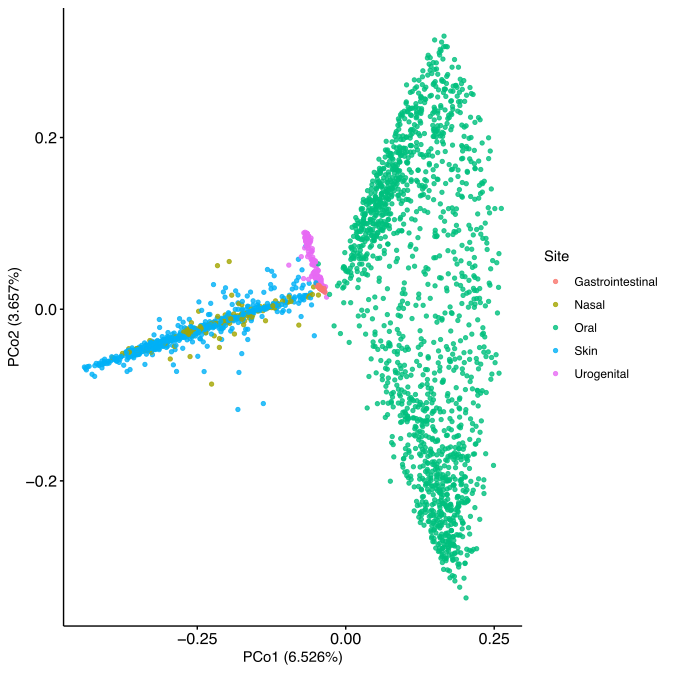 0.2
0.0
−0.2
PCo2 (3.657%)
−0.25
0.00
0.25
PCo1 (6.526%)
Site
Gastrointestinal
Nasal
Oral
Skin
Urogenital